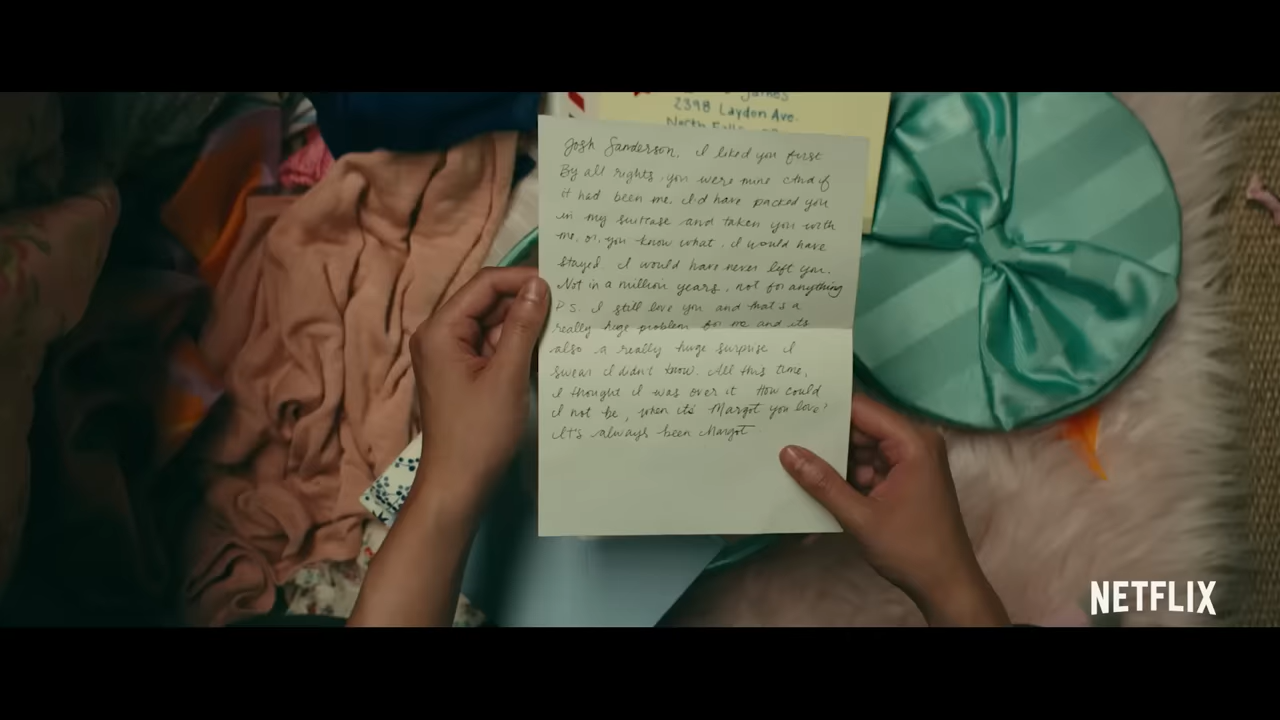 James
2398 Laydon Ave.
North
Josh Sanderson, I liked you first
By all rights, you were mine And if
it had been me, I'd have packed you
in my suitcase and taken you with
me, or, you know what, I would have
stayed. I would have never left you.
Not in a million years, not for anything
P.S. I still love you and that's a
really huge problem for me and its
also a really huge surprise I
swear I didn't know. All this time,
I thought I was over it How could
I not be, when it's Margot you love?
It's always been Margot
NETFLIX